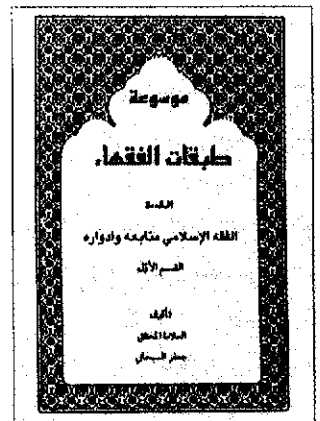 موسوعة
طبقات الفقهاء
المقدمة
الفقه الإسلامي منابعه وأدواره
القسم الأول
تأليف
العلامة المحقق
جعفر السبحاني